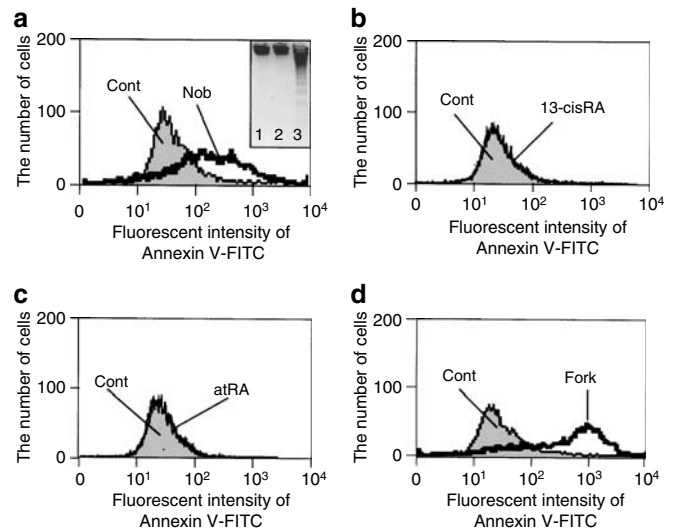 a
200
100
0
The number of cells
Cont
Nob
1 2 3
0 10¹ 10² 10³ 10⁴
Fluorescent intensity of
Annexin V-FITC
b
200
100
0
The number of cells
Cont
13-cisRA
0 10¹ 10² 10³ 10⁴
Fluorescent intensity of
Annexin V-FITC
c
200
100
0
The number of cells
Cont
atRA
0 10¹ 10² 10³ 10⁴
Fluorescent intensity of
Annexin V-FITC
d
200
100
0
The number of cells
Cont
Fork
0 10¹ 10² 10³ 10⁴
Fluorescent intensity of
Annexin V-FITC